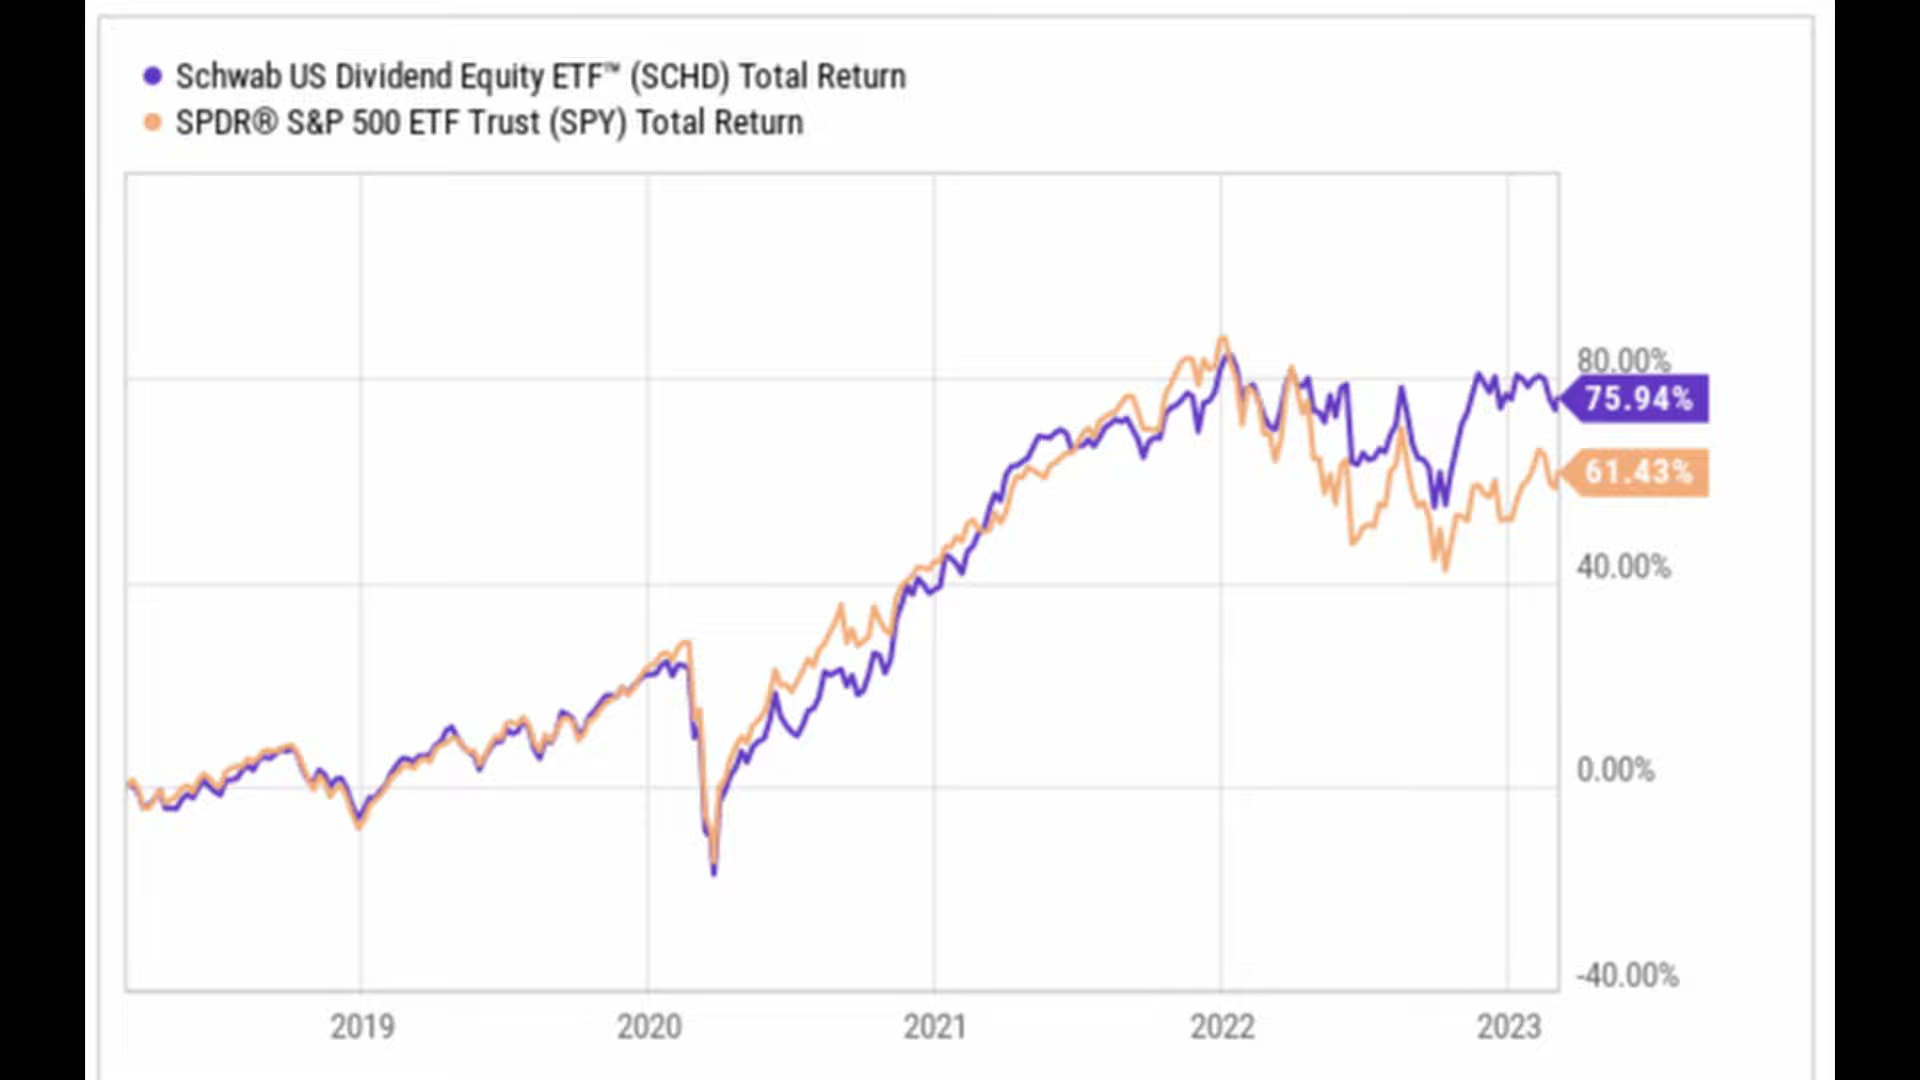 Schwab US Dividend Equity ETF™ (SCHD) Total Return
SPDR® S&P 500 ETF Trust (SPY) Total Return
80.00%
75.94%
61.43%
40.00%
0.00%
-40.00%
2019 2020 2021 2022 2023